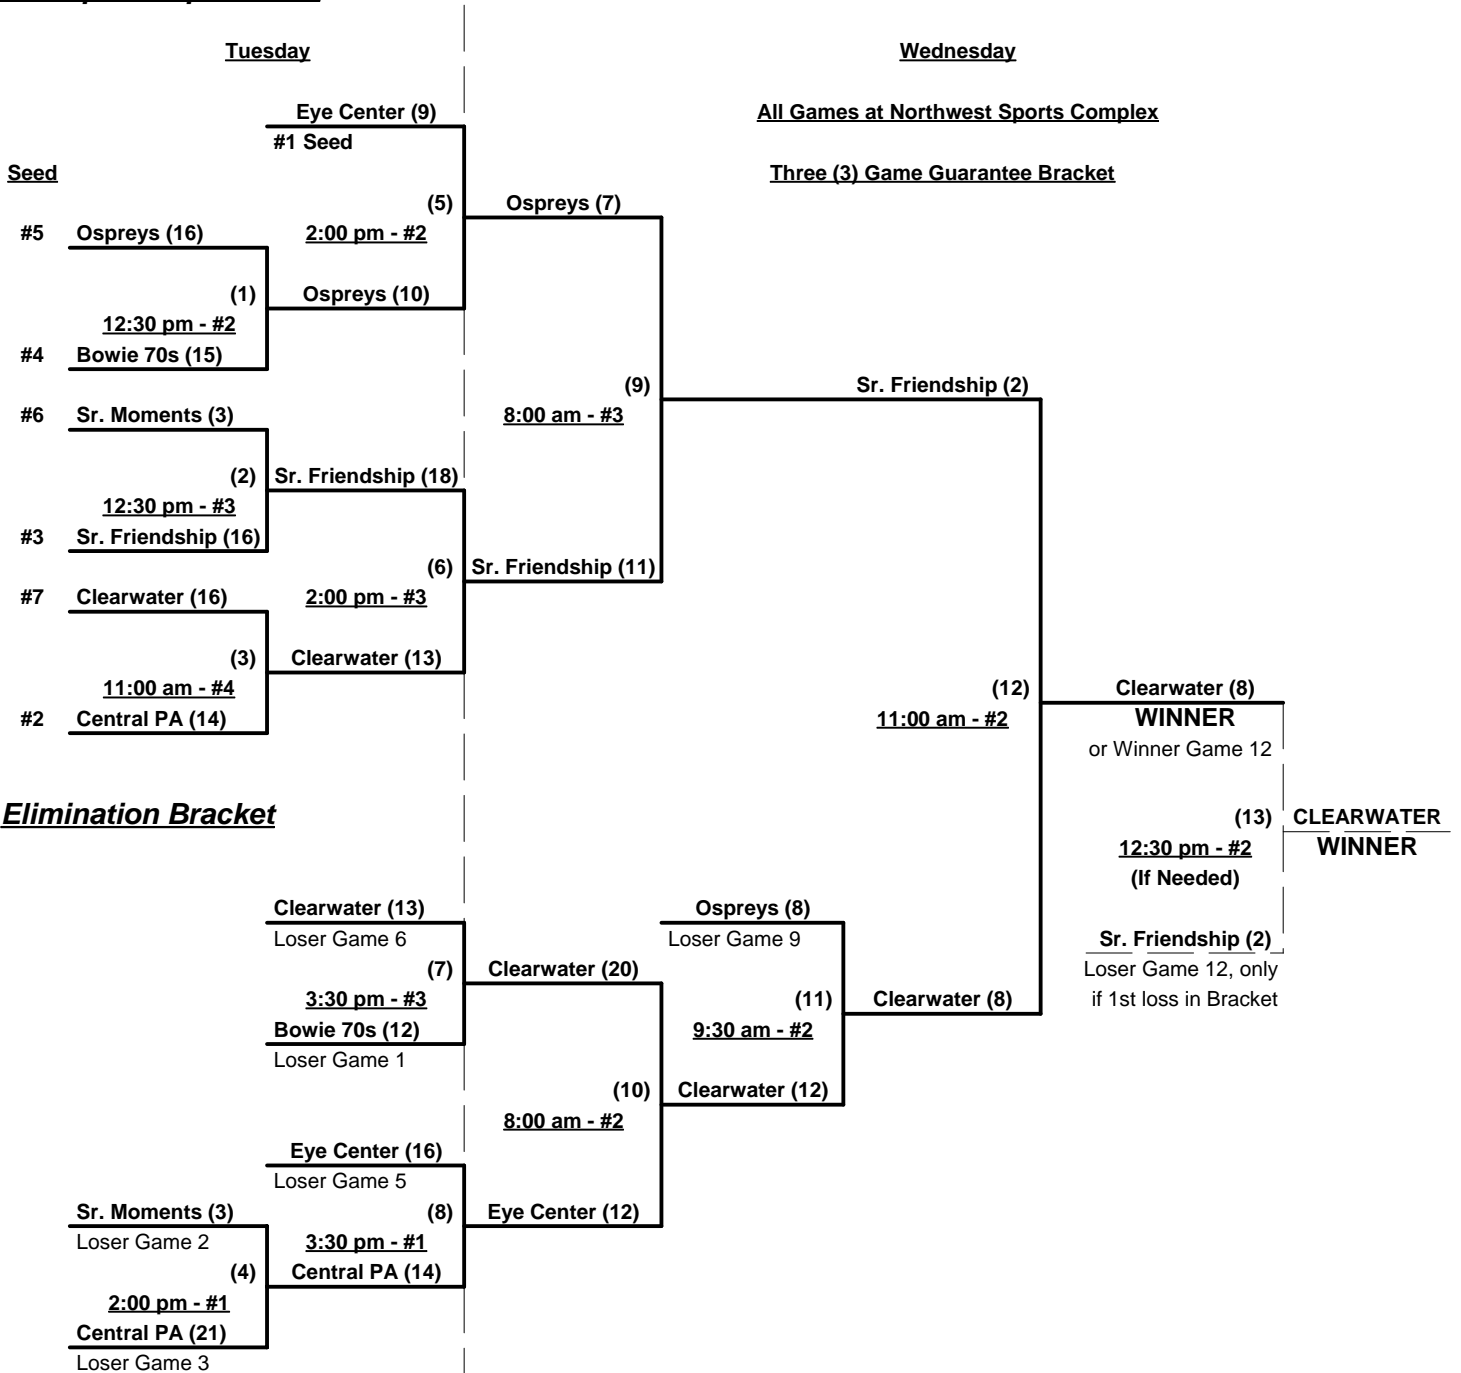 Tuesday
Wednesday
Eye Center (9)
All Games at Northwest Sports Complex
#1 Seed
Seed
Three (3) Game Guarantee Bracket
(5)
Ospreys (7)
#5 Ospreys (16)
2:00 pm - #2
(1)
Ospreys (10)
12:30 pm - #2
#4 Bowie 70s (15)
(9)
Sr. Friendship (2)
#6 Sr. Moments (3)
8:00 am - #3
(2)
Sr. Friendship (18)
12:30 pm - #3
#3 Sr. Friendship (16)
(6)
Sr. Friendship (11)
#7 Clearwater (16)
2:00 pm - #3
(3)
Clearwater (13)
11:00 am - #4
(12)
Clearwater (8)
#2 Central PA (14)
11:00 am - #2
WINNER
or Winner Game 12
Elimination Bracket
(13)
CLEARWATER
12:30 pm - #2
WINNER
(If Needed)
Clearwater (13)
Ospreys (8)
Loser Game 6
Loser Game 9
Sr. Friendship (2)
(7)
Clearwater (20)
Loser Game 12, only
3:30 pm - #3
(11)
Clearwater (8)
if 1st loss in Bracket
Bowie 70s (12)
9:30 am - #2
Loser Game 1
(10)
Clearwater (12)
8:00 am - #2
Eye Center (16)
Loser Game 5
Sr. Moments (3)
(8)
Eye Center (12)
Loser Game 2
3:30 pm - #1
(4)
Central PA (14)
2:00 pm - #1
Central PA (21)
Loser Game 3